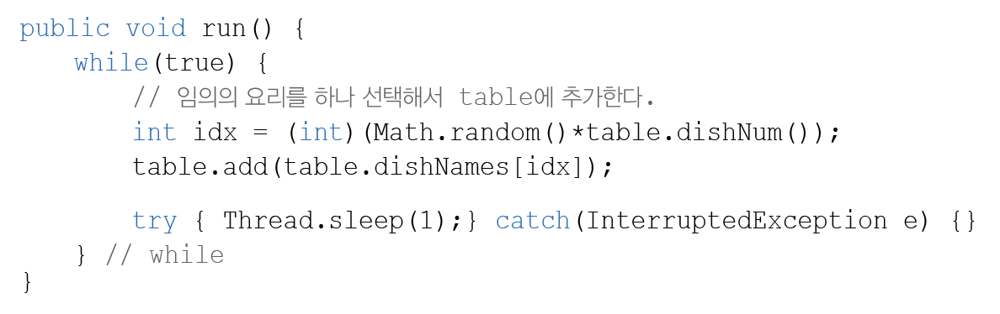 public void run() {
    while(true) {
        // 임의의 요리를 하나 선택해서 table에 추가한다.
        int idx = (int)(Math.random()*table.dishNum());
        table.add(table.dishNames[idx]);
        try { Thread.sleep(1);} catch(InterruptedException e) {}
    } // while
}